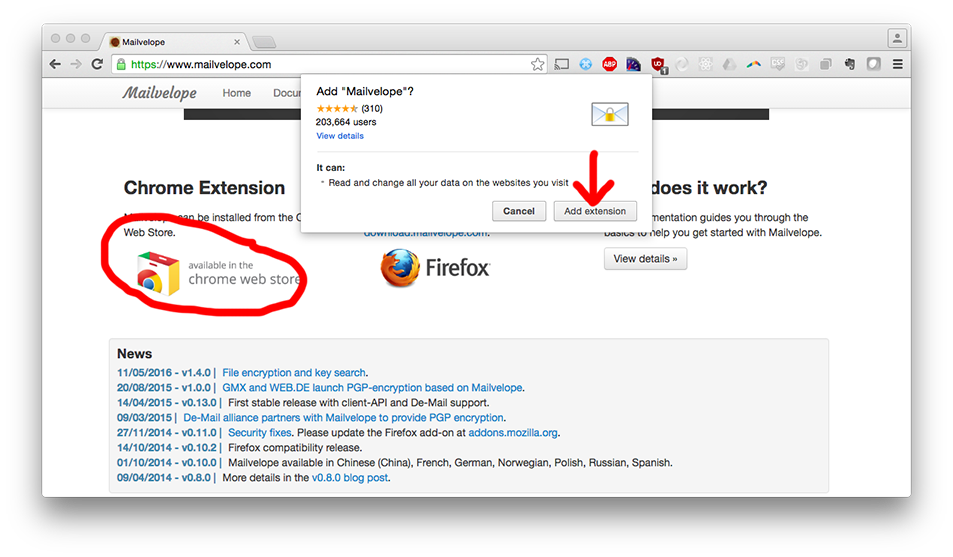 Mailvelope
https://www.mailvelope.com
ABP
UD
1
CSS
Mailvelope
Home
Docu
Add "Mailvelope"?
(310)
203,664 users
View details
It can:
- Read and change all your data on the websites you visit
Cancel
Add extension
Chrome Extension
can be installed from the C
Web Store.
available in the
chrome web store
download.mailvelope.com.
Firefox
does it work?
mentation guides you through the
basics to help you get started with Mailvelope.
View details »
News
11/05/2016 - v1.4.0 | File encryption and key search.
20/08/2015 - v1.0.0 | GMX and WEB.DE launch PGP-encryption based on Mailvelope.
14/04/2015 - v0.13.0 | First stable release with client-API and De-Mail support.
09/03/2015 | De-Mail alliance partners with Mailvelope to provide PGP encryption.
27/11/2014 - v0.11.0 | Security fixes. Please update the Firefox add-on at addons.mozilla.org.
14/10/2014 - v0.10.2 | Firefox compatibility release.
01/10/2014 - v0.10.0 | Mailvelope available in Chinese (China), French, German, Norwegian, Polish, Russian, Spanish.
09/04/2014 - v0.8.0 | More details in the v0.8.0 blog post.